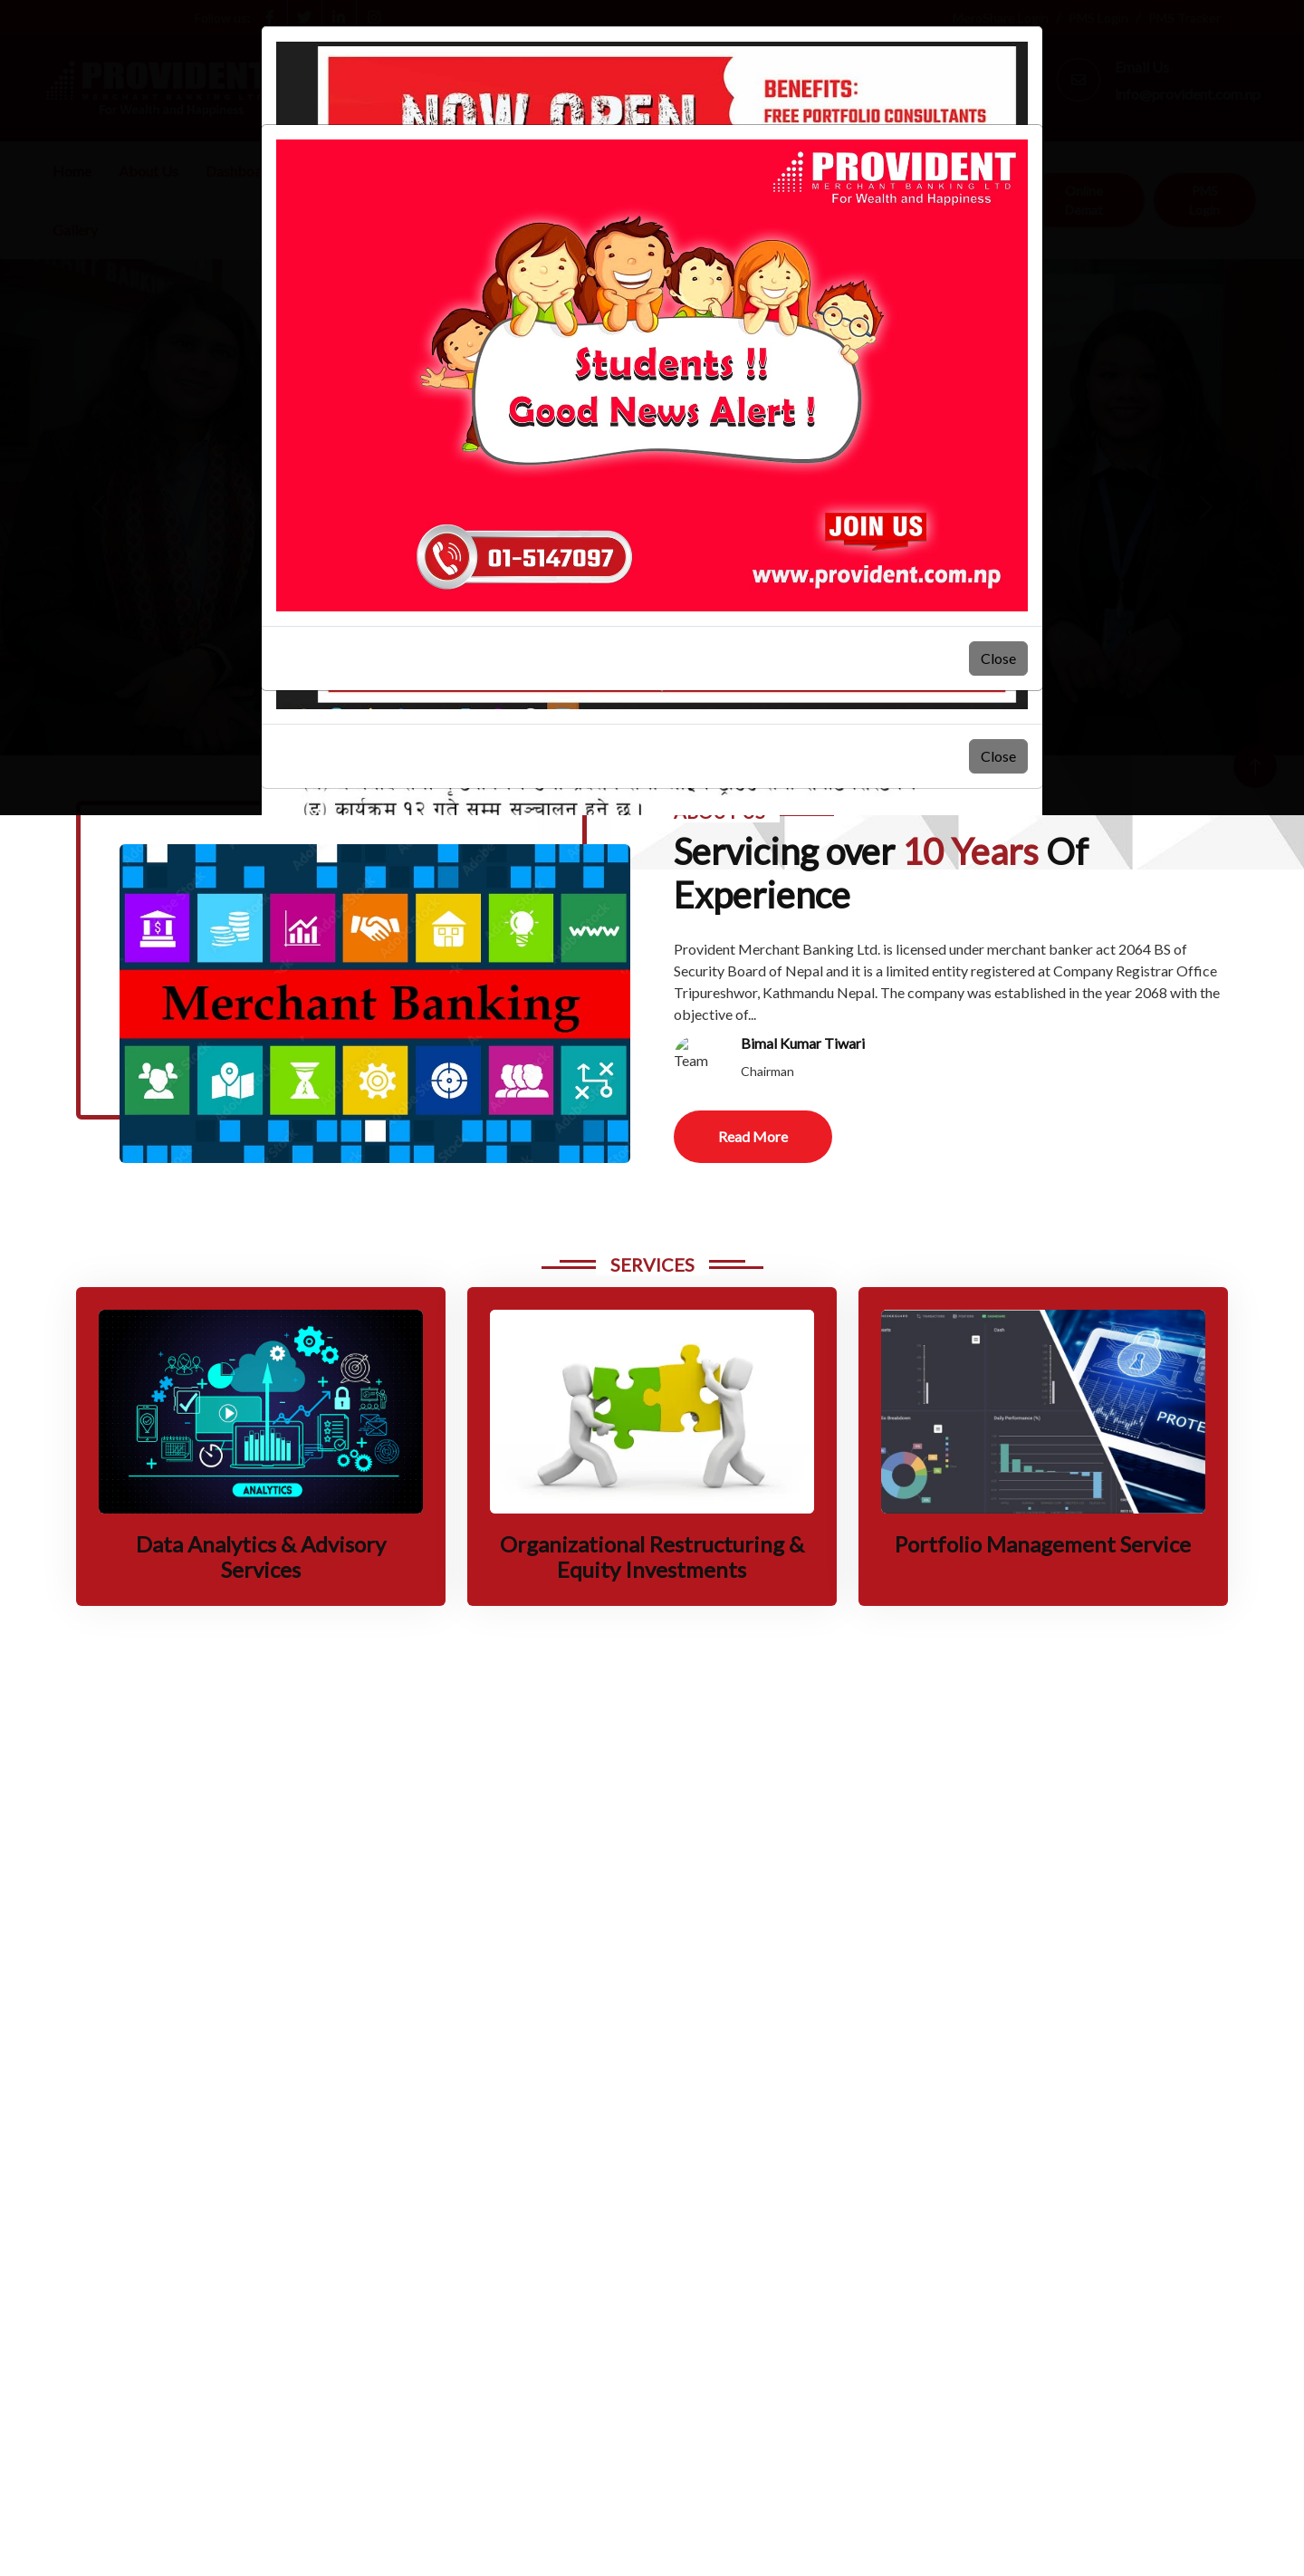 PROVIDENT
For Wealth and Happiness
Email Us
info@provident.com.np
Home
About Us
Gallery
NOW OPEN
BENEFITS:
FREE PORTFOLIO CONSULTANTS
PROVIDENT
MERCHANT BANKING LTD
For Wealth and Happiness
Students !!
Good News Alert !
01-5147097
JOIN US
www.provident.com.np
Close
Close
(ङ) कार्यक्रम १२ गते सम्म सञ्चालन हुने छ ।
ABOUT US
Servicing over 10 Years Of
Experience
www
Merchant Banking
Provident Merchant Banking Ltd. is licensed under merchant banker act 2064 BS of
Security Board of Nepal and it is a limited entity registered at Company Registrar Office
Tripureshwor, Kathmandu Nepal. The company was established in the year 2068 with the
objective of...
Team
Bimal Kumar Tiwari
Chairman
Read More
SERVICES
ANALYTICS
PROTE
Data Analytics & Advisory
Services
Organizational Restructuring &
Equity Investments
Portfolio Management Service